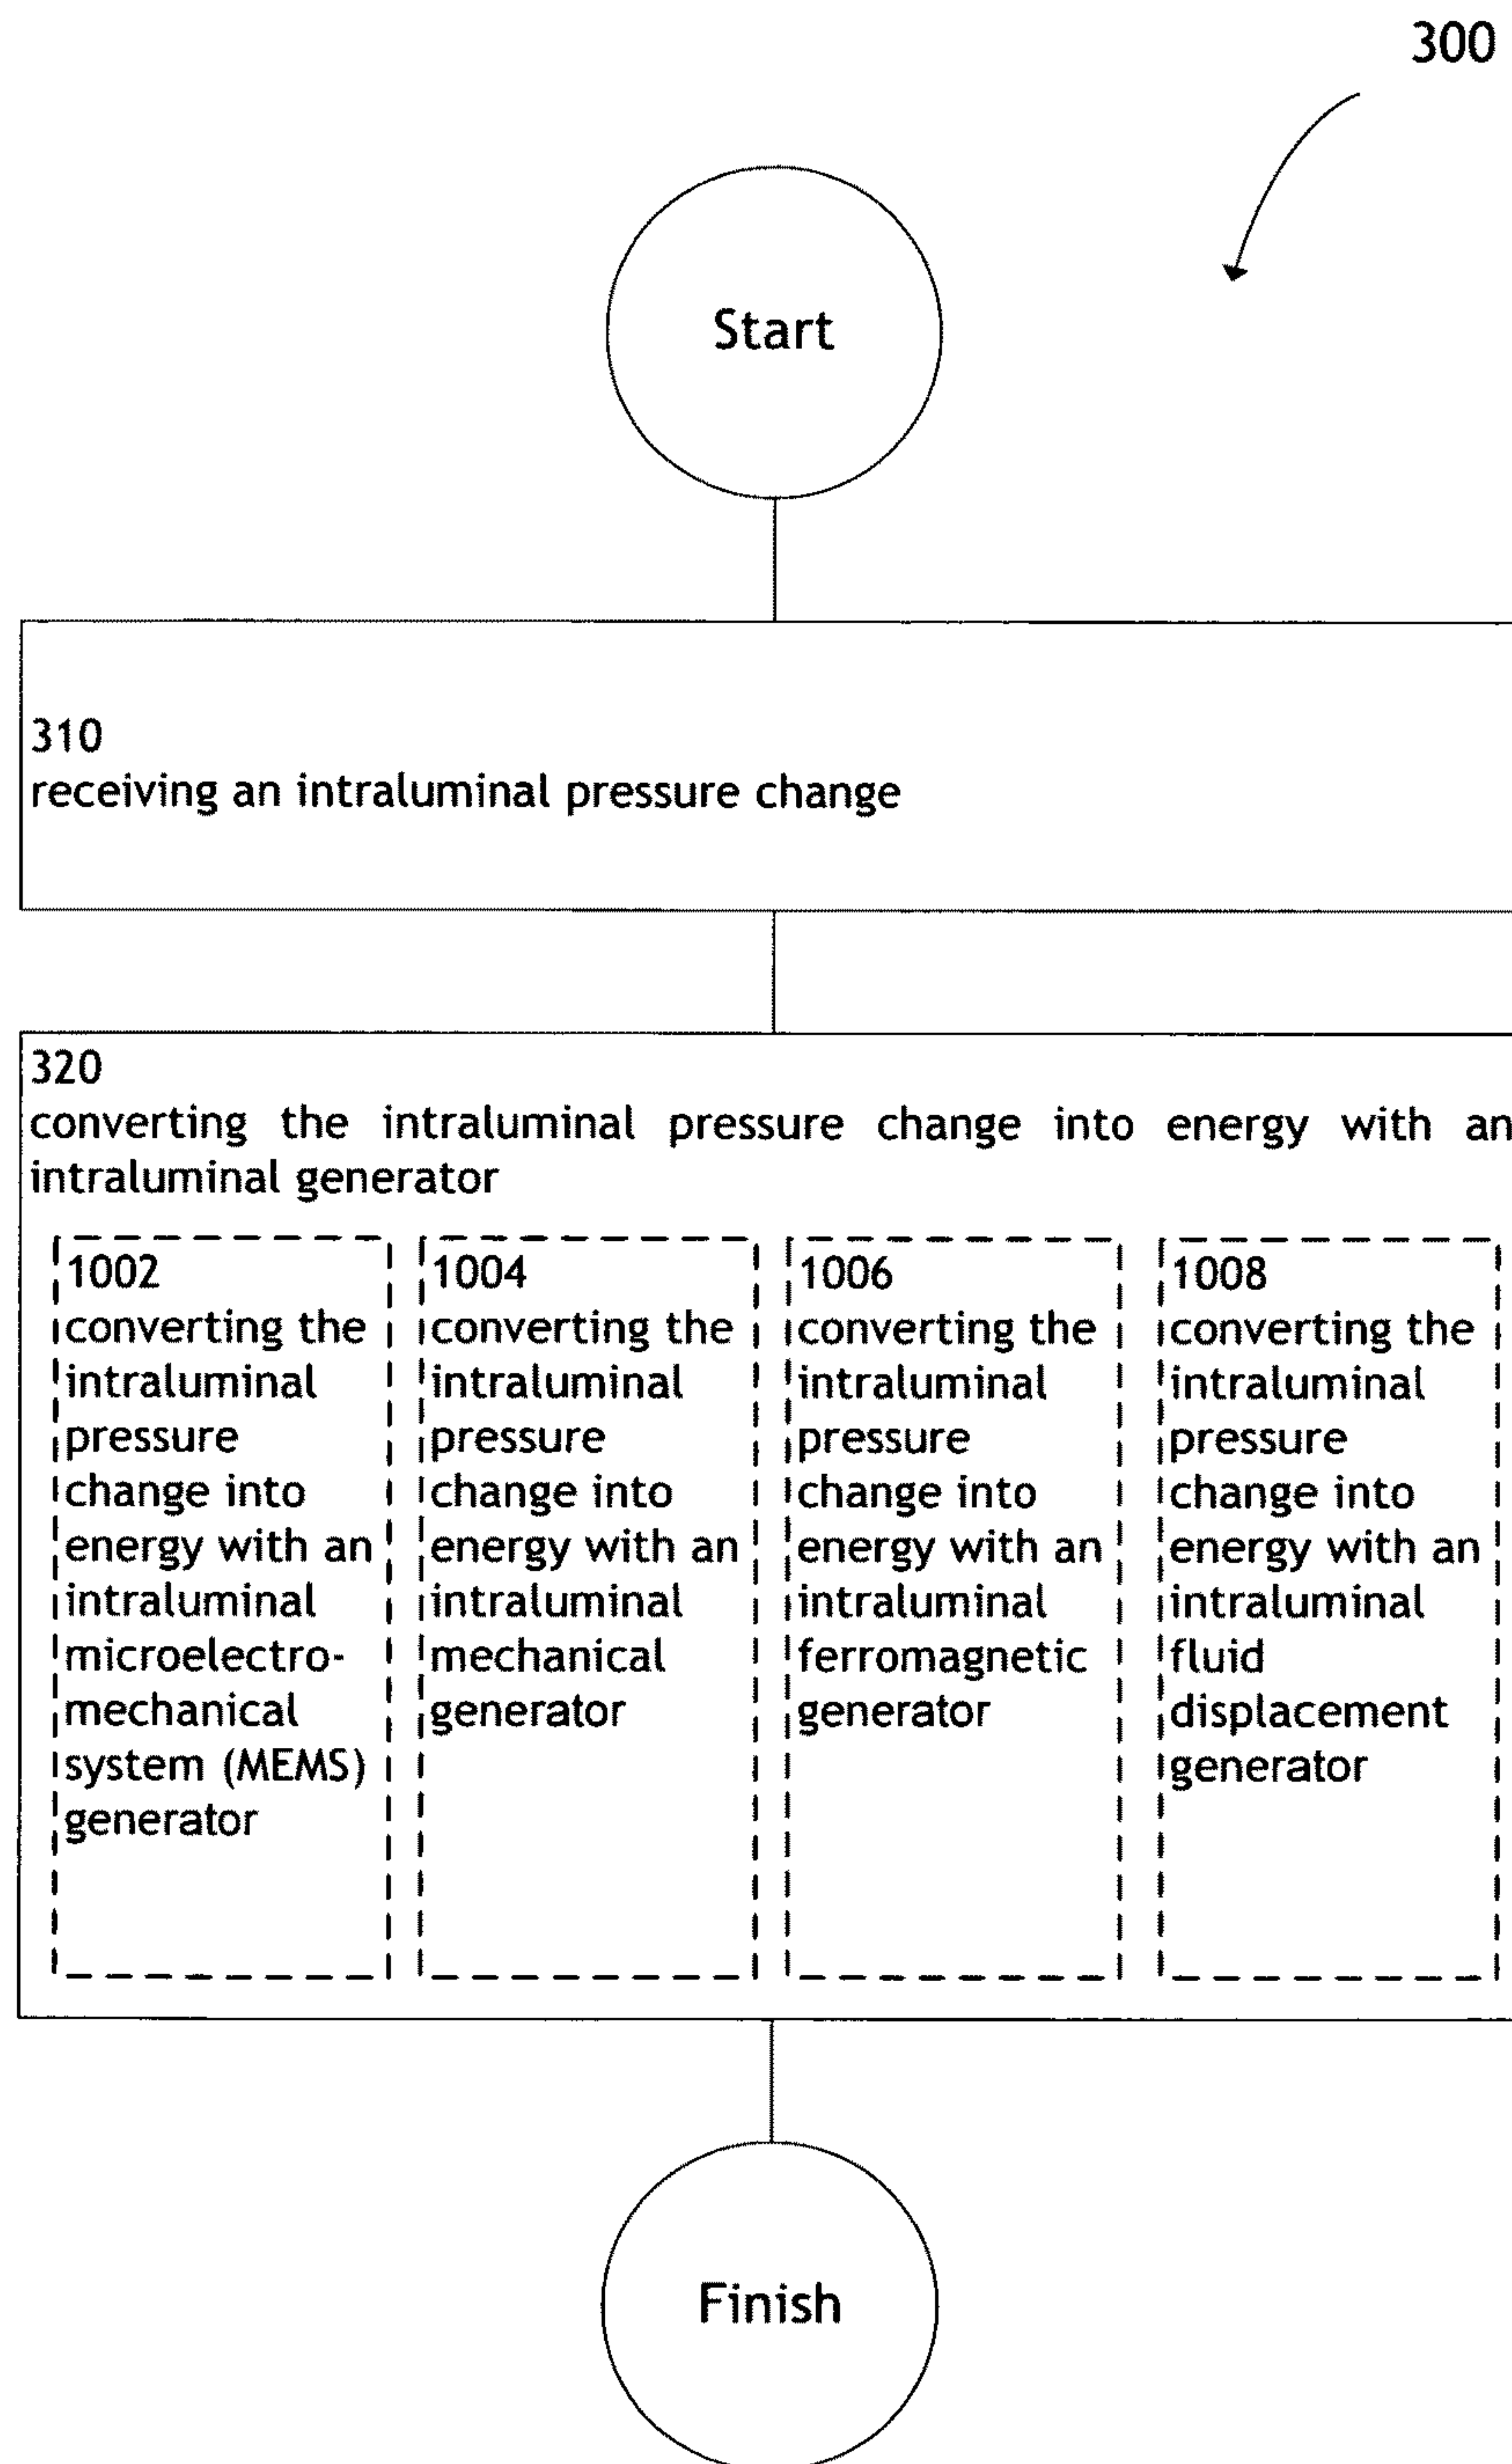 300
Start
310
receiving an intraluminal pressure change
320
converting the intraluminal pressure change into energy with an
intraluminal generator
1002
converting the
intraluminal
pressure
change into
energy with an
intraluminal
microelectro-
mechanical
system (MEMS)
generator
1004
converting the
intraluminal
pressure
change into
energy with an
intraluminal
mechanical
generator
1006
converting the
intraluminal
pressure
change into
energy with an
intraluminal
ferromagnetic
generator
1008
converting the
intraluminal
pressure
change into
energy with an
intraluminal
fluid
displacement
generator
Finish